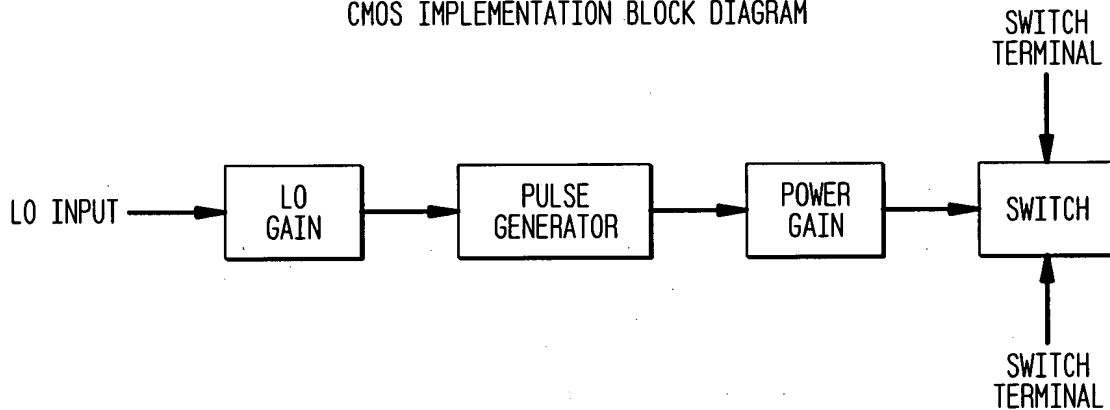 CMOS IMPLEMENTATION BLOCK DIAGRAM
SWITCH
TERMINAL
LO INPUT
LO
GAIN
PULSE
GENERATOR
POWER
GAIN
SWITCH
SWITCH
TERMINAL